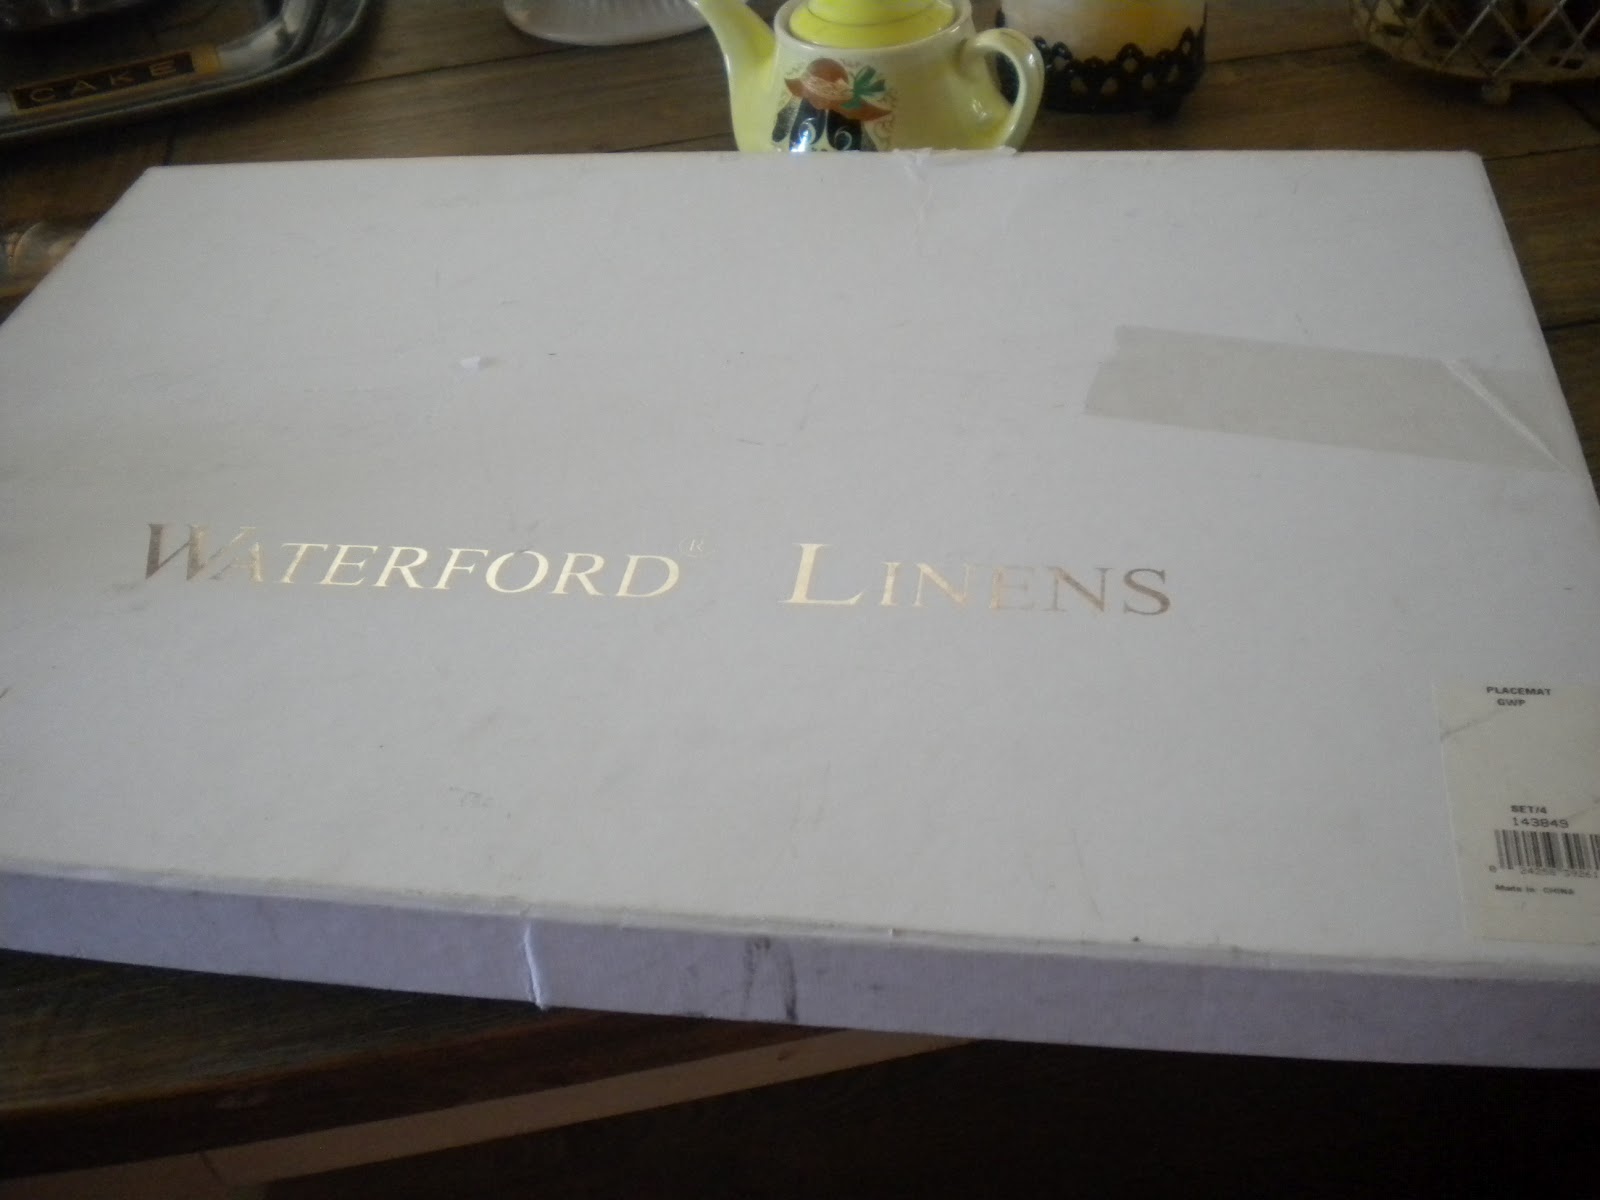 CAKE
WATERFORD® LINENS
PLACEMAT
GWP
SET/4
143849
Made in CHINA